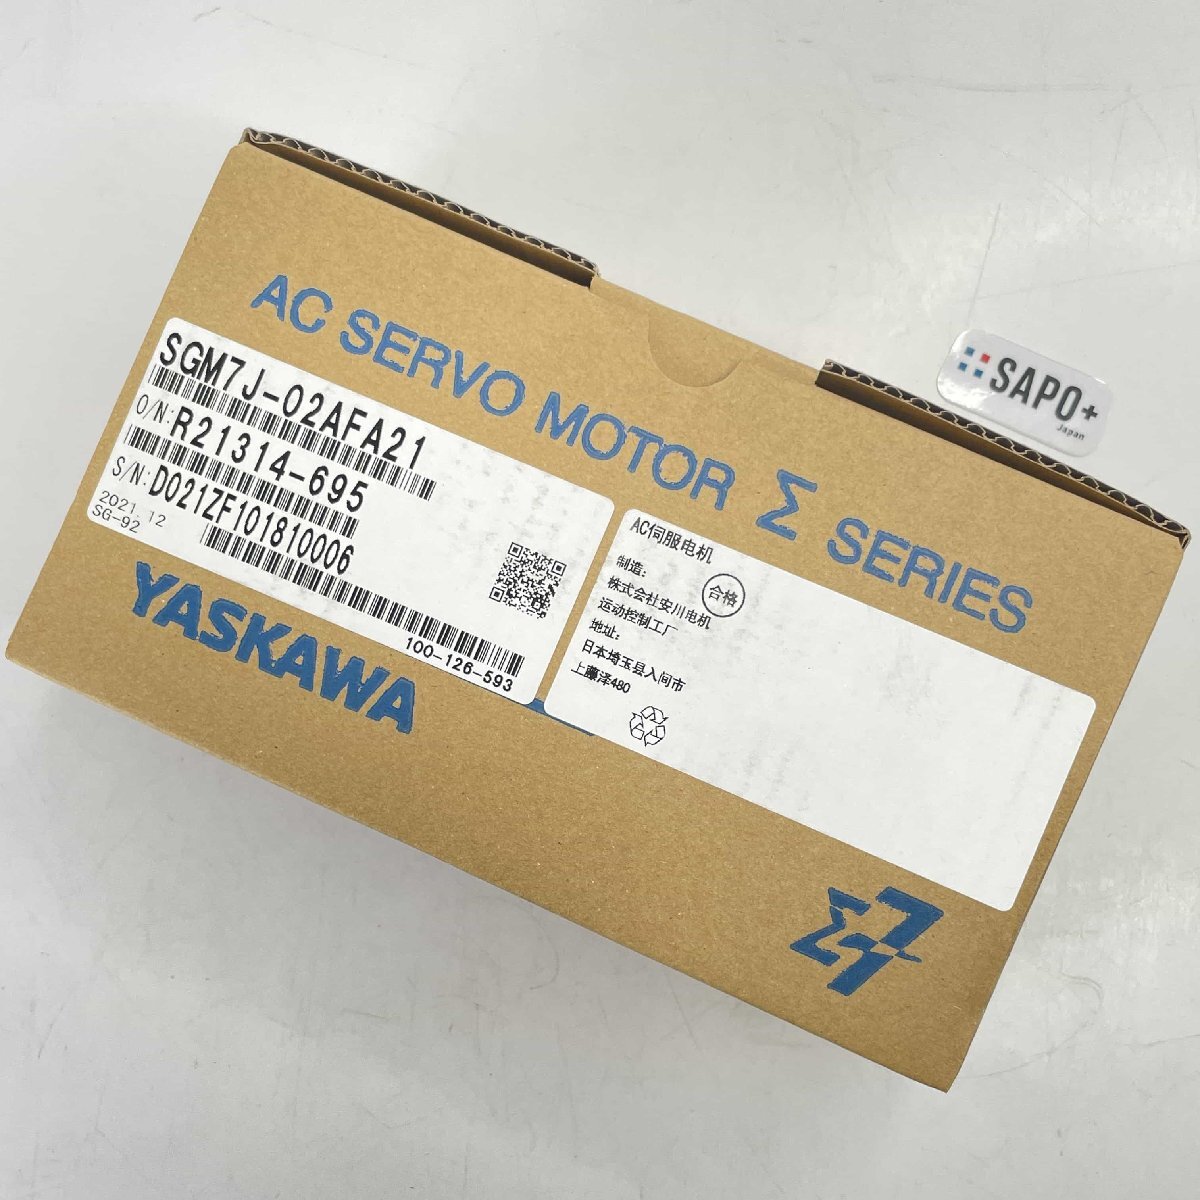 AC SERVO MOTOR Σ SERIES
SGM7J-02AFA21
O/N:R21314-695
S/N:D021ZF101810006
2021.12
SG-92
100-126-593
YASKAWA
AC伺服电机
制造:
合格
株式会社安川电机
运动控制工厂
地址:
日本埼玉县入间市
上藤泽480
Σ7
SAPO+
Japan